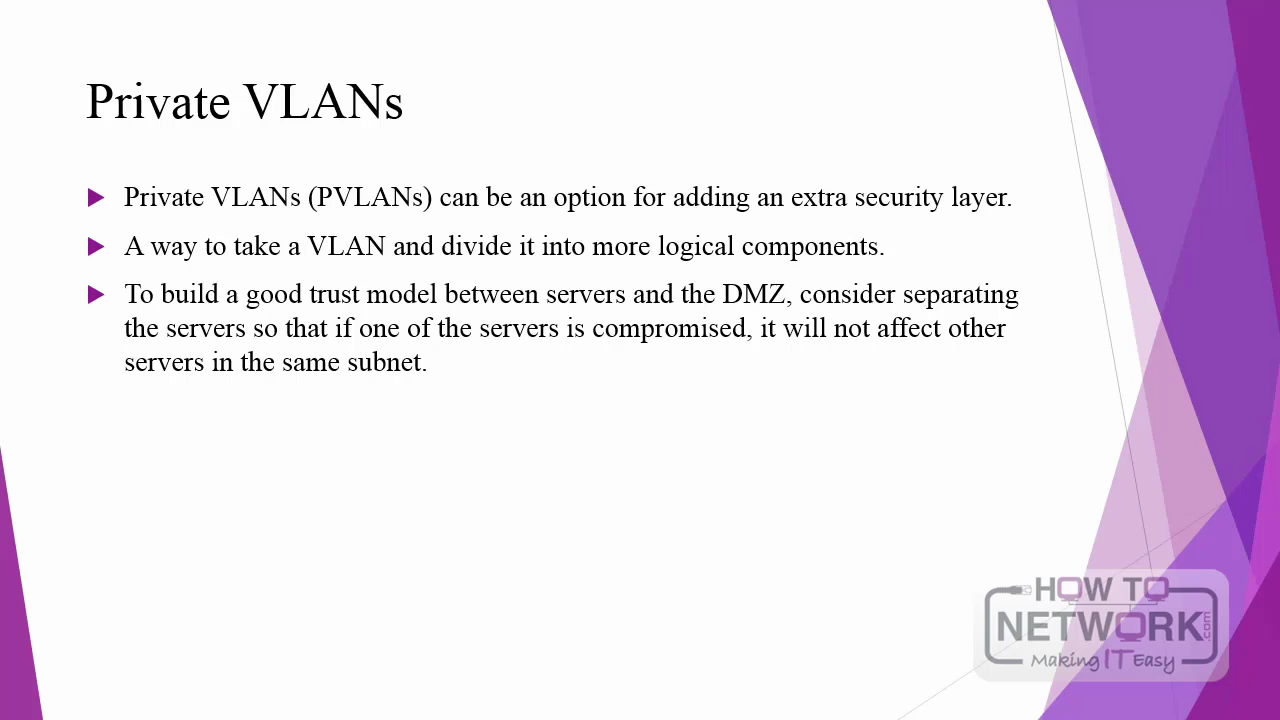 Private VLANs
Private VLANs (PVLANs) can be an option for adding an extra security layer.
A way to take a VLAN and divide it into more logical components.
To build a good trust model between servers and the DMZ, consider separating
the servers so that if one of the servers is compromised, it will not affect other
servers in the same subnet.
HOW TO
NETWORK.com
Making IT Easy